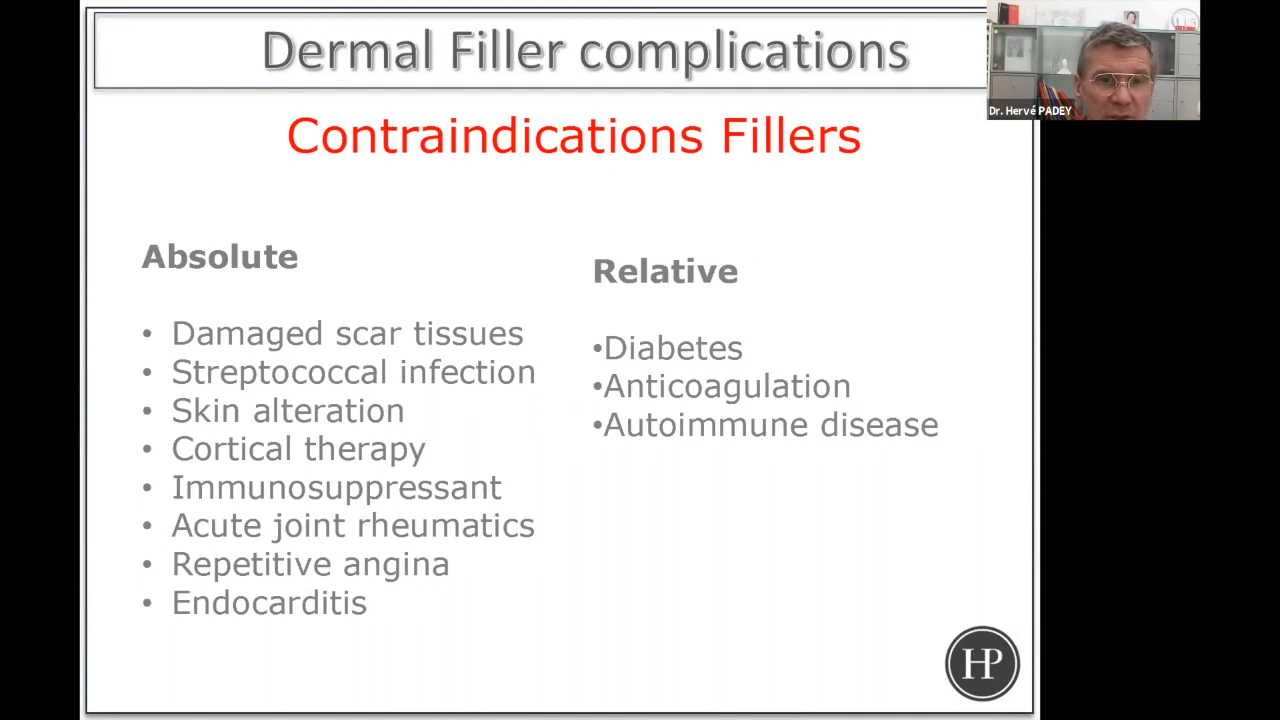 Dermal Filler complications
Dr. Hervé PADEY
Contraindications Fillers
Absolute
• Damaged scar tissues
• Streptococcal infection
• Skin alteration
• Cortical therapy
• Immunosuppressant
• Acute joint rheumatics
• Repetitive angina
• Endocarditis
Relative
•Diabetes
•Anticoagulation
•Autoimmune disease
HP